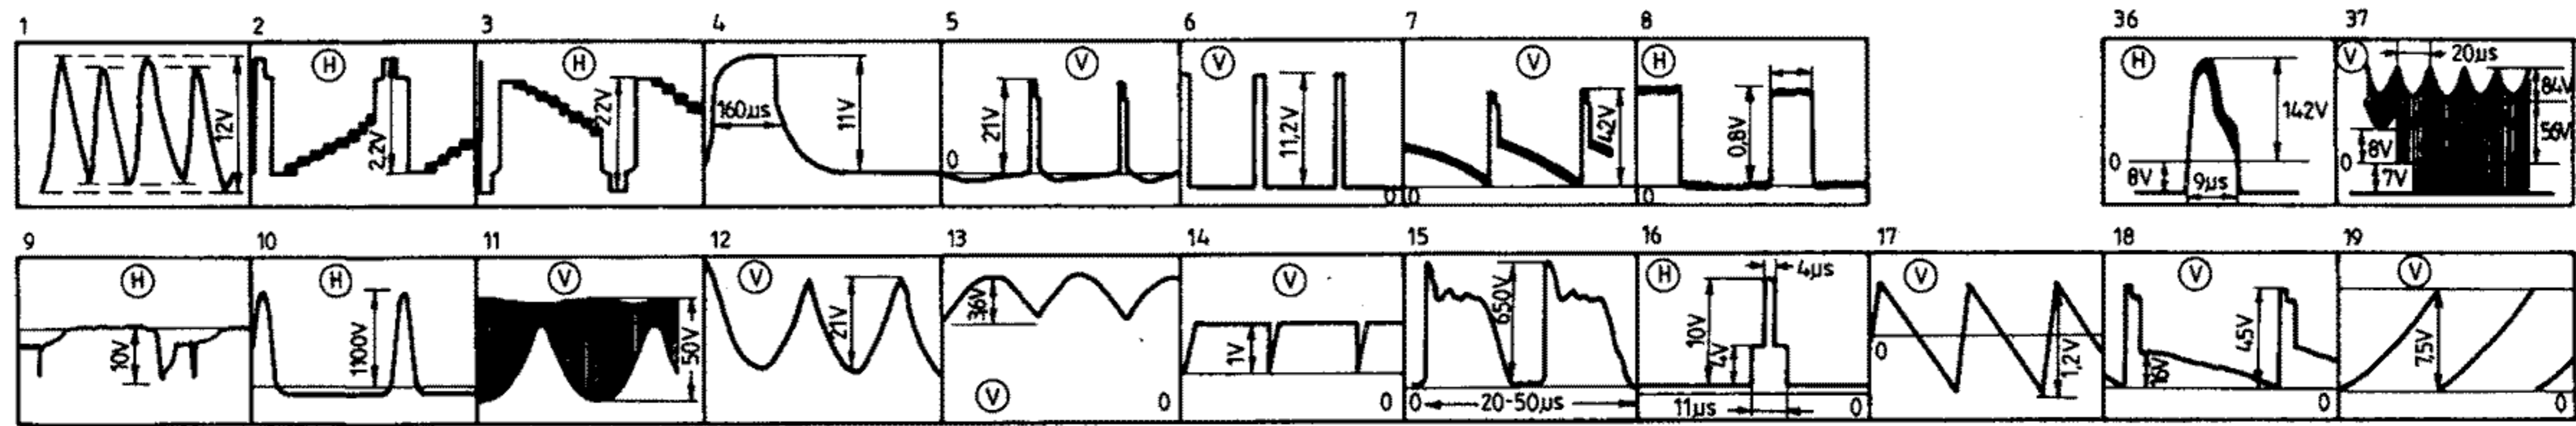 1 2 3 4 5 6 7 8 36 37
12V
H 2,2V
H 2,2V
160µs 11V
V 21V 0
V 11,2V 0
V 42V 0
H 0,8V 0
H 142V 0 8V 9µs
V 20µs 84V 56V 8V 0 7V
9 10 11 12 13 14 15 16 17 18 19
H 10V
H 1100V
V 50V
V 21V
36V V 0
V 1V 0
650V 0 20-50µs
H 4µs 10V 4V 11µs 0
V 0 1,2V
V 45V 16V 0
V 7,5V 0